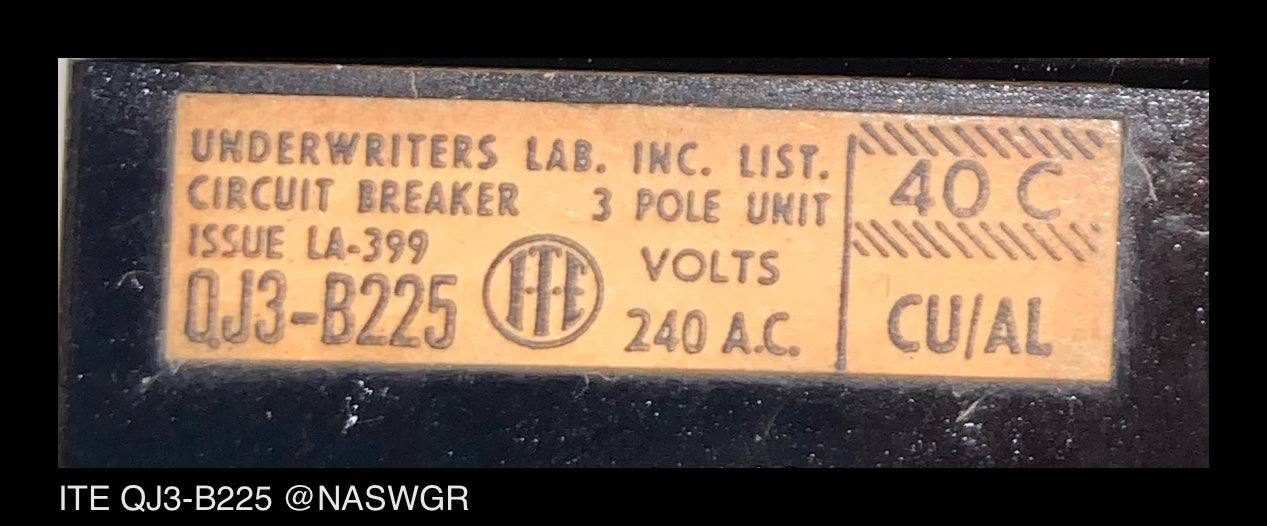 UNDERWRITERS LAB. INC. LIST.
CIRCUIT BREAKER 3 POLE UNIT
ISSUE LA-399
QJ3-B225
ITE
VOLTS
240 A.C.
40 C
CU/AL
ITE QJ3-B225 @NASWGR